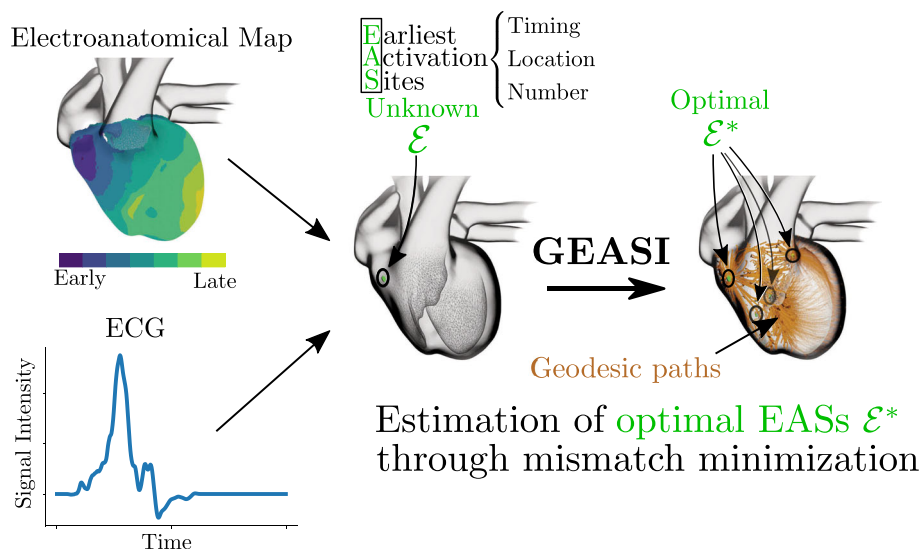 Electroanatomical Map
Early
Late
ECG
Signal Intensity
Time
Earliest
Activation
Sites
Timing
Location
Number
Unknown
ℰ
GEASI
Optimal
ℰ*
Geodesic paths
Estimation of optimal EASs ℰ*
through mismatch minimization